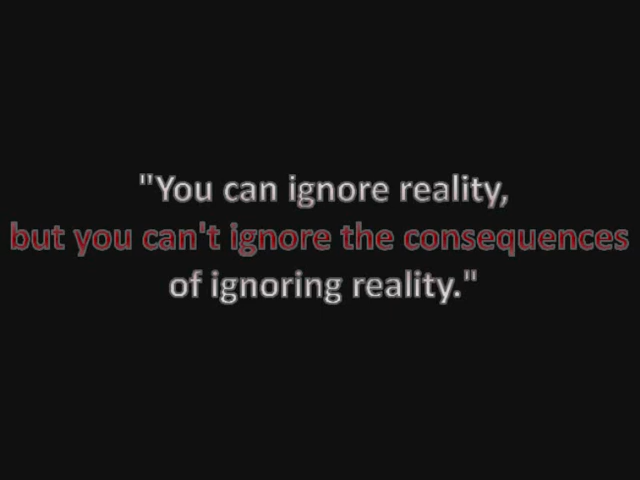 "You can ignore reality,
but you can't ignore the consequences
of ignoring reality."